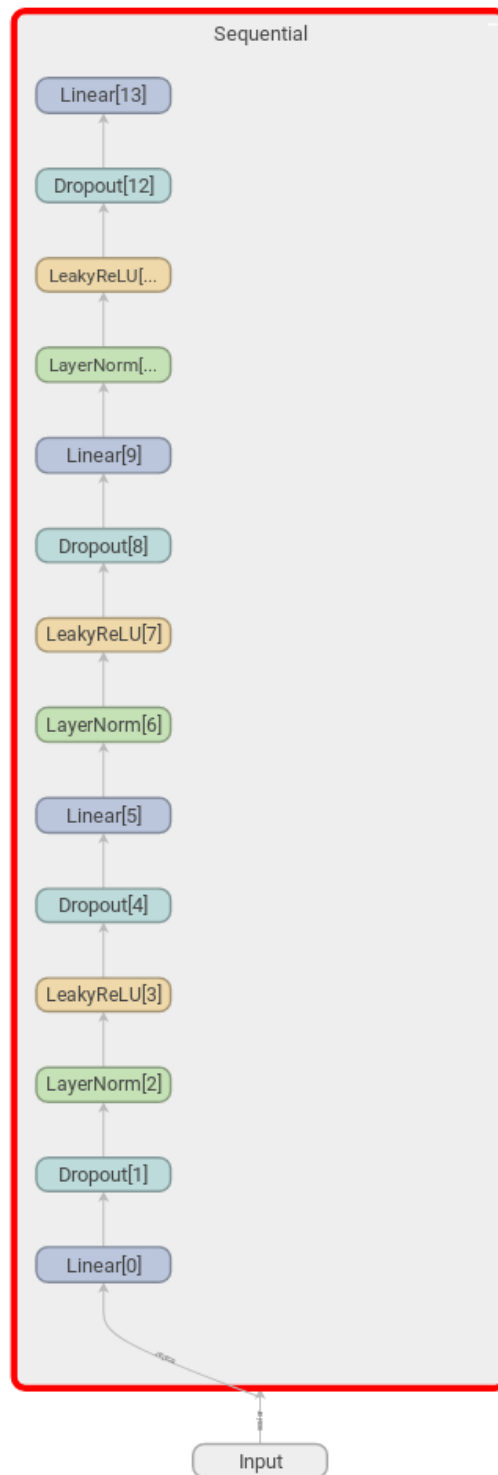 Sequential
Linear[13]
Dropout[12]
LeakyReLU[...
LayerNorm[...
Linear[9]
Dropout[8]
LeakyReLU[7]
LayerNorm[6]
Linear[5]
Dropout[4]
LeakyReLU[3]
LayerNorm[2]
Dropout[1]
Linear[0]
Input